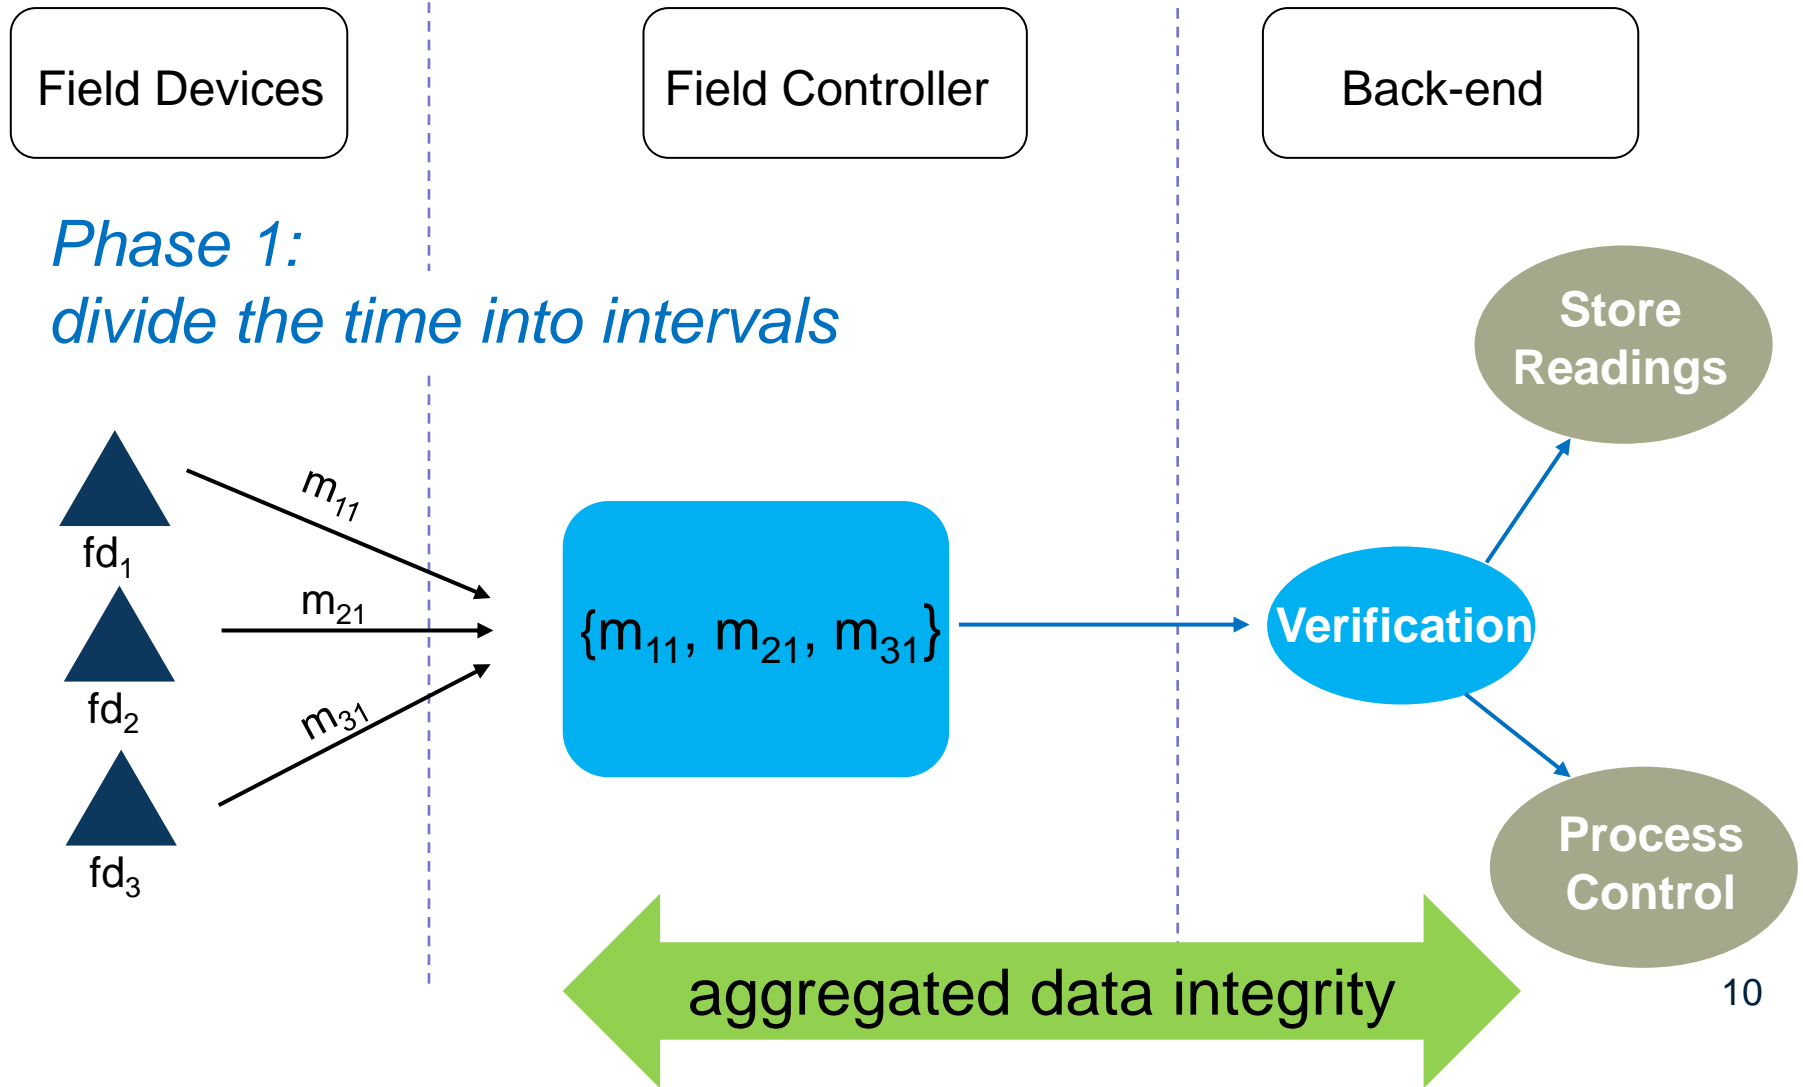 Field Devices
Field Controller
Back-end
Phase 1:
divide the time into intervals
Store
Readings
m₁₁
fd₁
m₂₁
{m₁₁, m₂₁, m₃₁}
Verification
fd₂
m₃₁
Process
Control
fd₃
aggregated data integrity
10